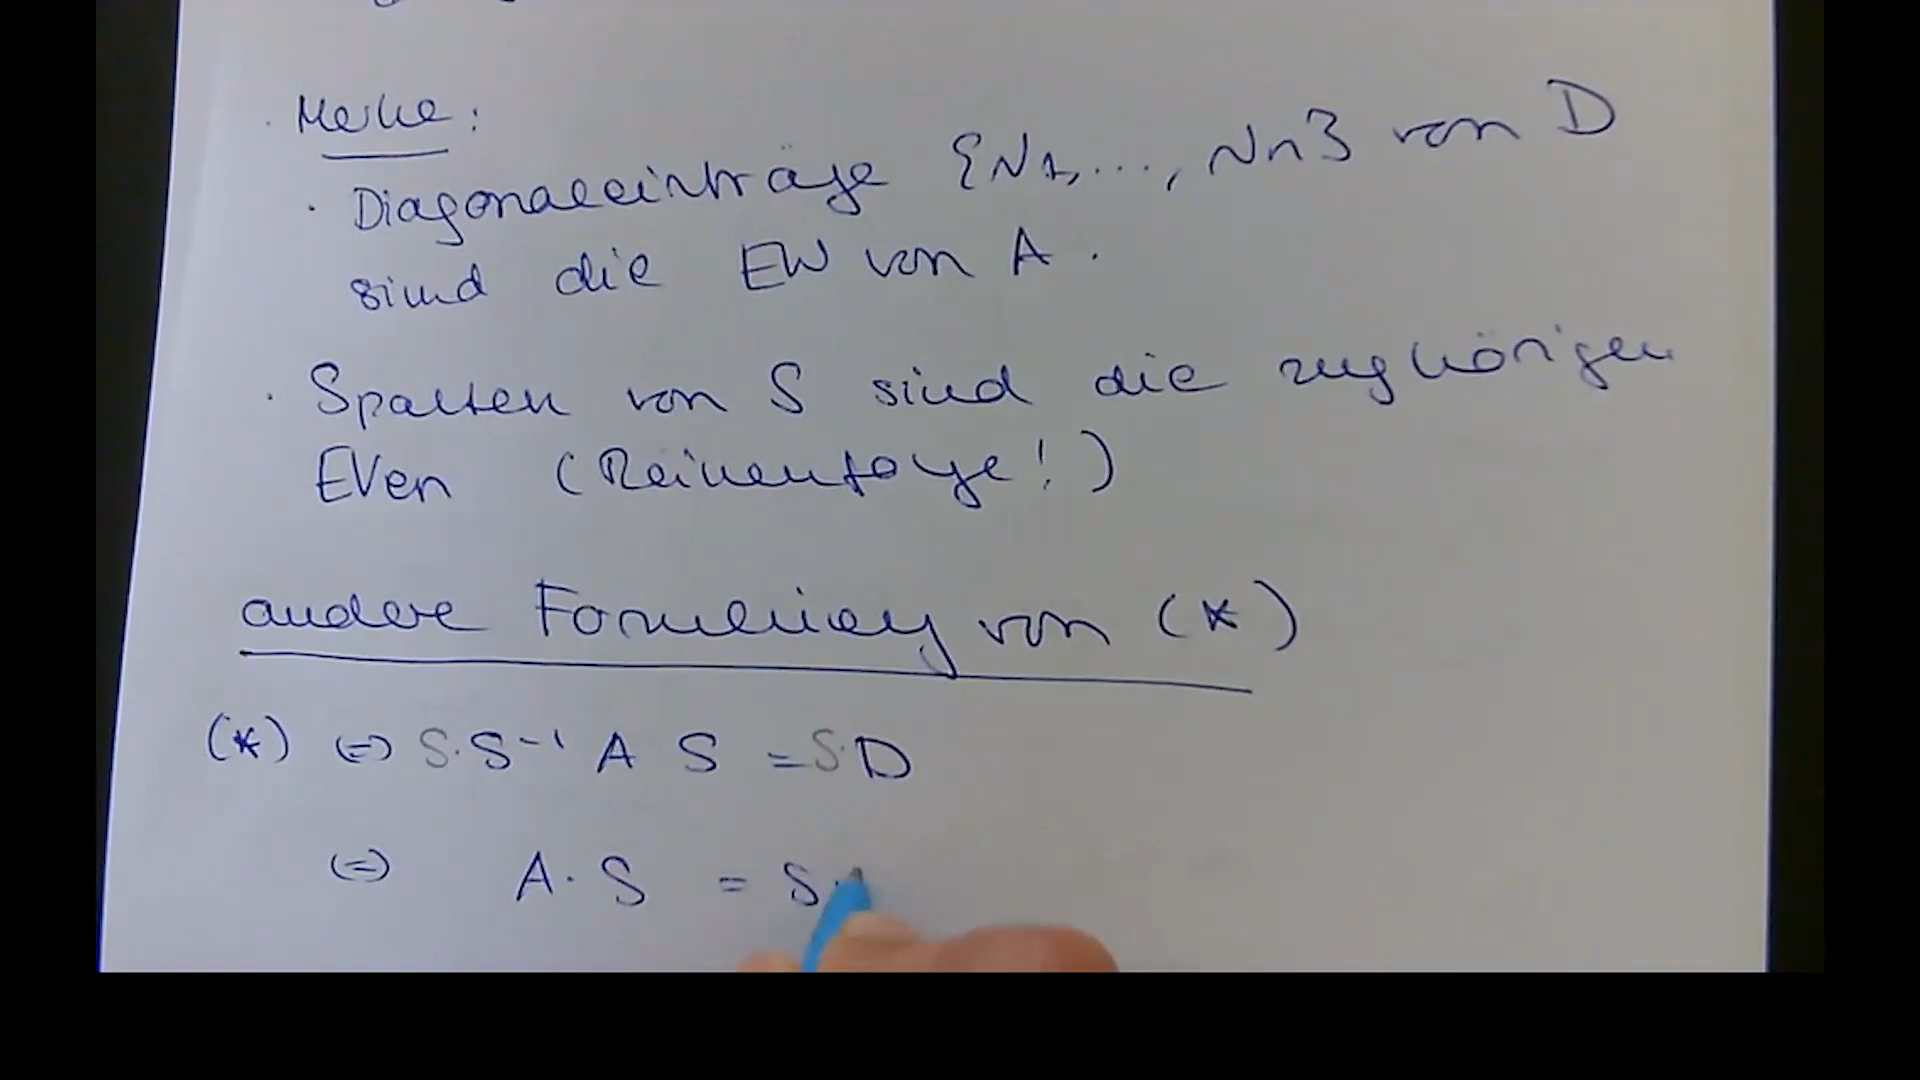 Merke:
· Diagonaleinträge {λ1,..., λn} von D
sind die EW von A.
· Spalten von S sind die zughörigen
EVen (Reihenfolge!)
andere Formulierung von (*)
(*) ⇔ S·S⁻¹ A S = S·D
⇔ A·S = S·